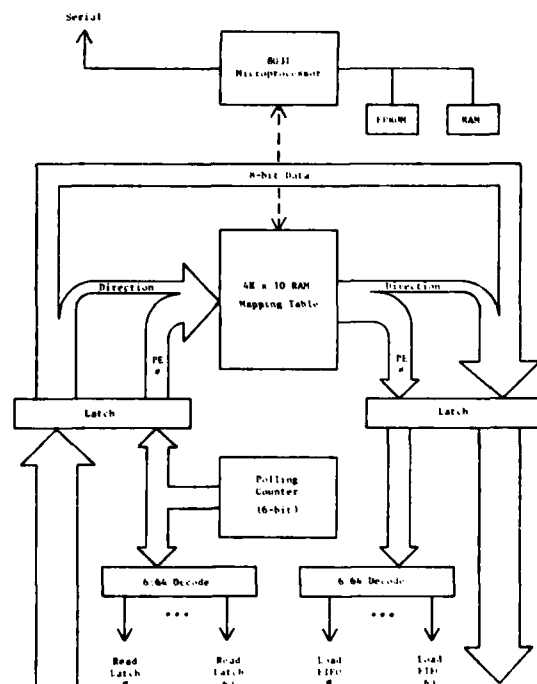 Serial
8031
Microprocessor
EPROM
RAM
8-bit Data
Direction
4K x 10 RAM
Mapping Table
Direction
PE
#
PE
#
Latch
Latch
Polling
Counter
(6-bit)
6:64 Decode
6:64 Decode
...
...
Read
Latch
Read
Latch
Load
FIFO
Load
FIFO